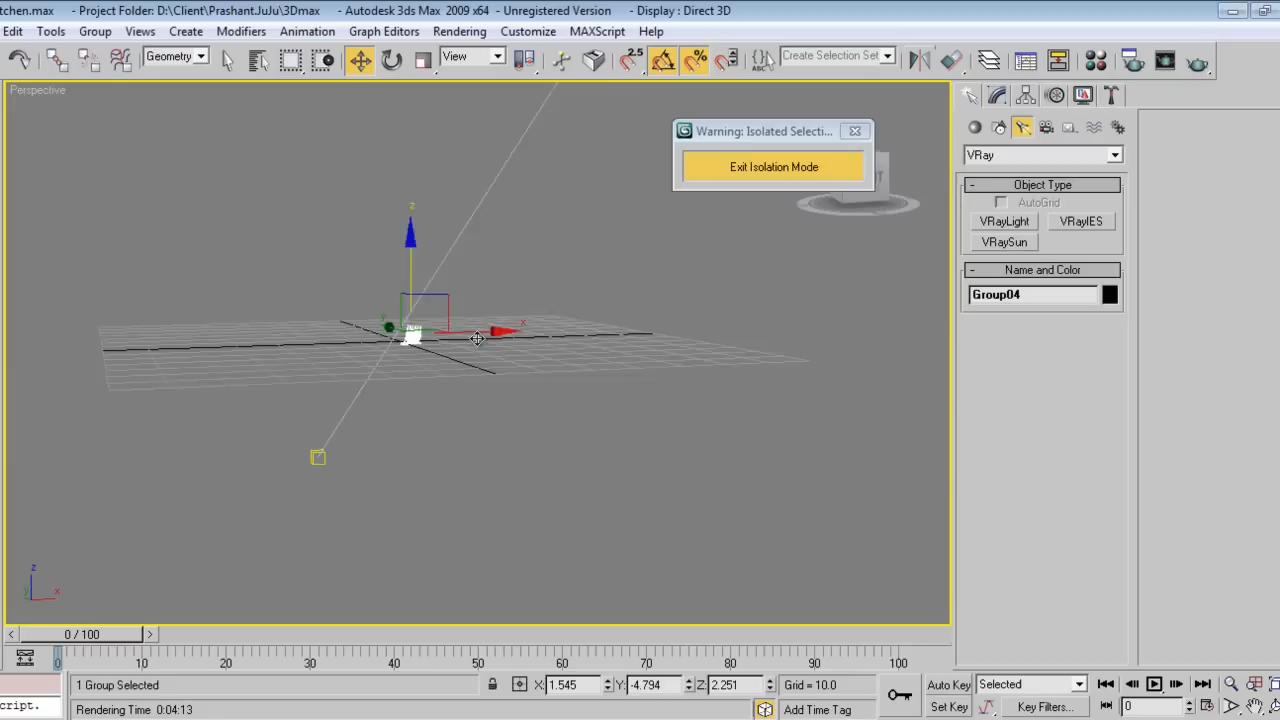 tchen.max - Project Folder: D:\Client\Prashant.JuJu\3Dmax - Autodesk 3ds Max 2009 x64 - Unregistered Version - Display : Direct 3D
Edit Tools Group Views Create Modifiers Animation Graph Editors Rendering Customize MAXScript Help
Geometry View 2.5 % ABC Create Selection Set
Perspective
Warning: Isolated Selecti...
Exit Isolation Mode
VRay
- Object Type
AutoGrid
VRayLight VRayIES
VRaySun
- Name and Color
Group04
z
y
x
z
y x
< 0 / 100 >
0 10 20 30 40 50 60 70 80 90 100
1 Group Selected X: 1.545 Y: -4.794 Z: 2.251 Grid = 10.0 Auto Key Selected
cript. Rendering Time 0:04:13 Add Time Tag Set Key Key Filters... 0